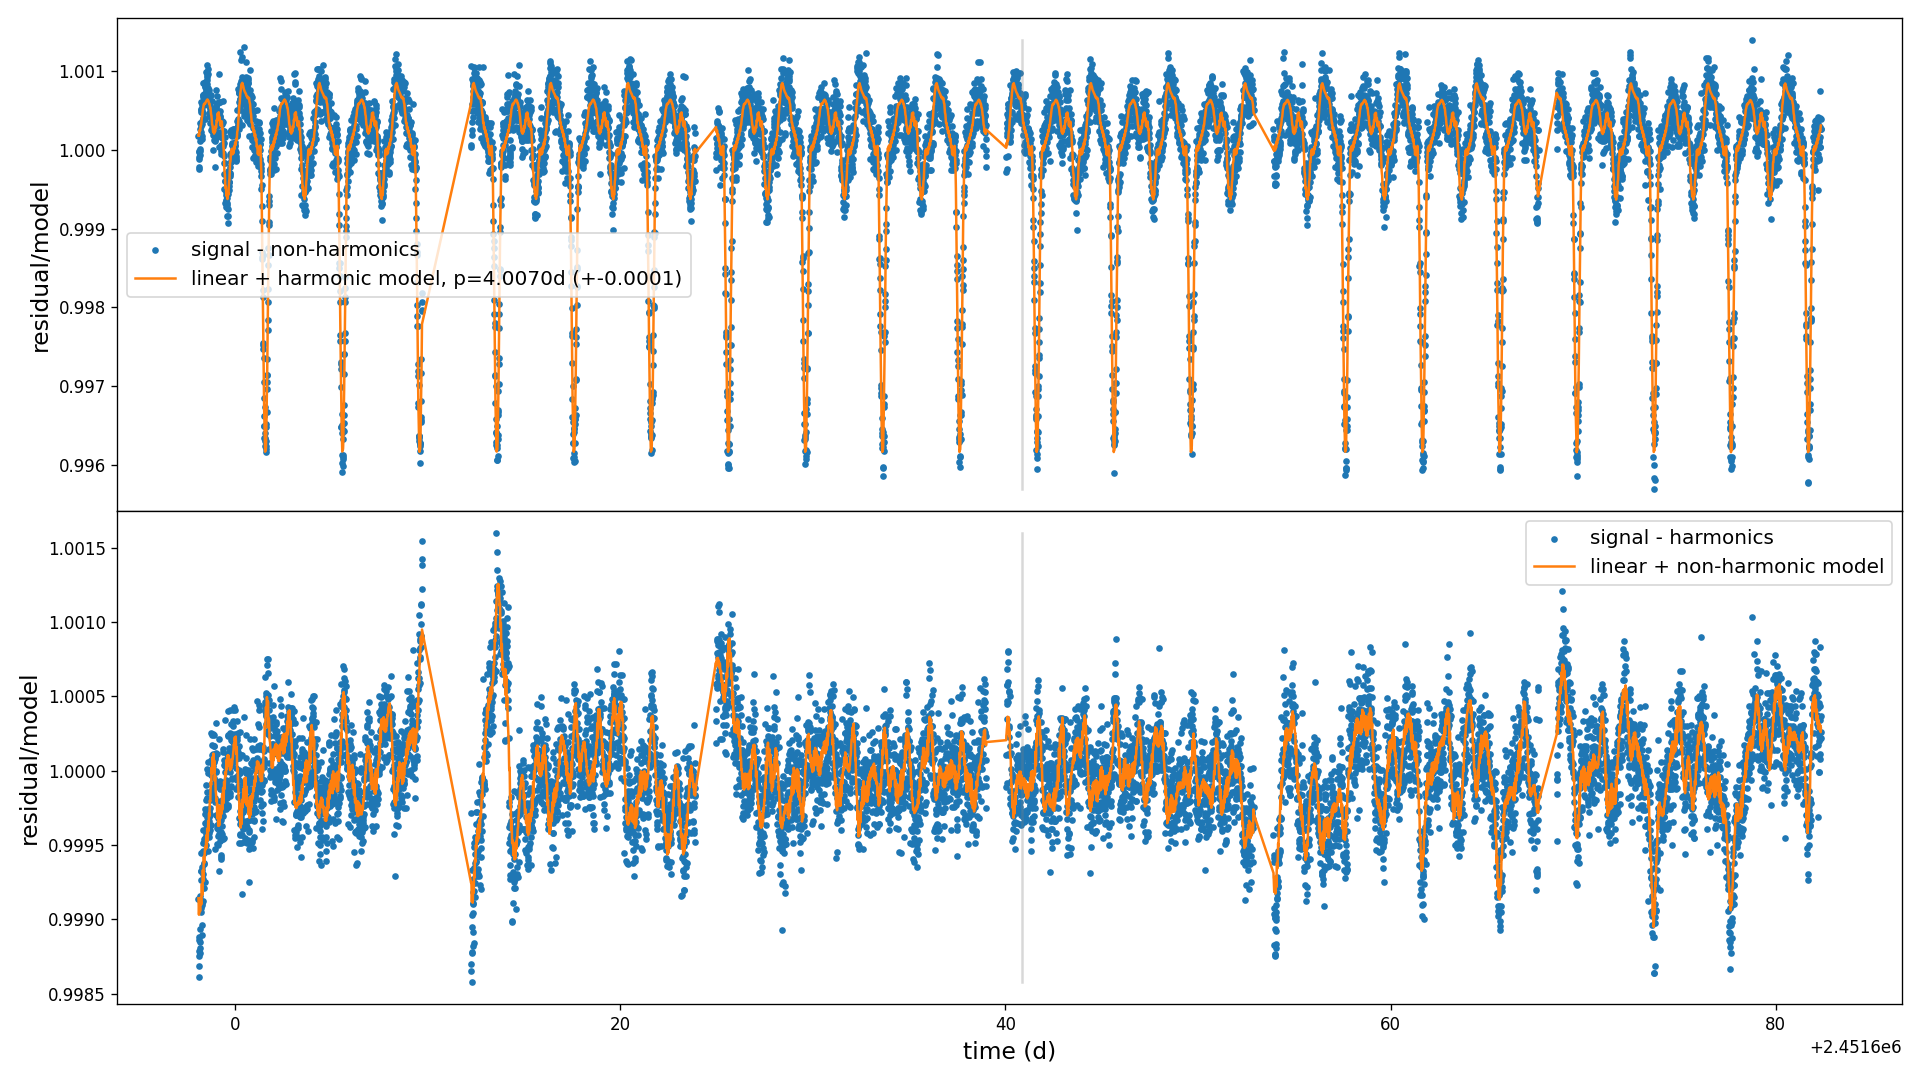 1.001
1.000
0.999
0.998
0.997
0.996
residual/model
signal - non-harmonics
linear + harmonic model, p=4.0070d (+-0.0001)
1.0015
1.0010
1.0005
1.0000
0.9995
0.9990
0.9985
residual/model
signal - harmonics
linear + non-harmonic model
0
20
40
60
80
time (d)
+2.4516e6